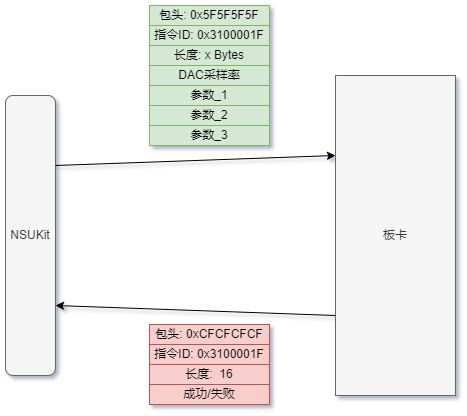 包头: 0x5F5F5F5F
指令ID: 0x3100001F
长度: x Bytes
DAC采样率
参数_1
参数_2
参数_3
NSUKit
板卡
包头: 0xCFCFCFCF
指令ID: 0x3100001F
长度: 16
成功/失败